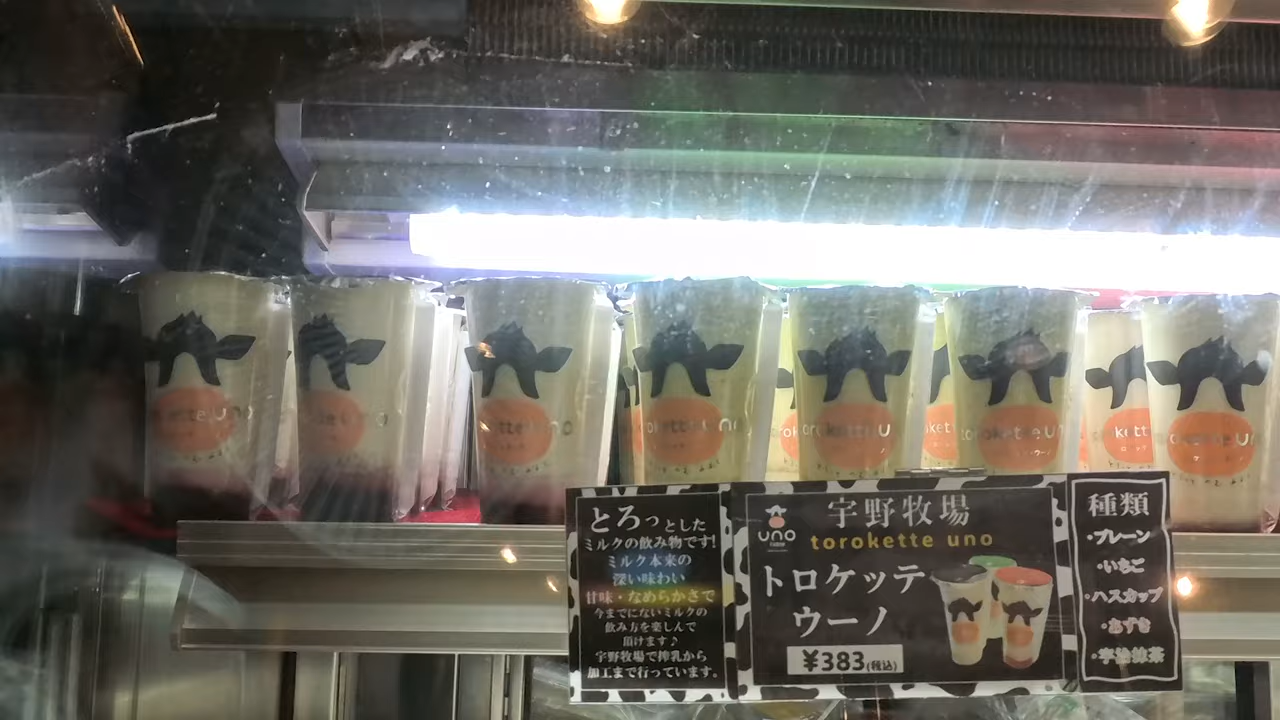 torokette uno
とろっとした
ミルクの飲み物です!
ミルク本来の
深い味わい
甘味・なめらかさで
今までにないミルクの
飲み方を楽しんで
頂けます♪
宇野牧場で搾乳から
加工まで行っています。
uno
宇野牧場
torokette uno
トロケッテ
ウーノ
¥383(税込)
種類
・プレーン
・いちご
・ハスカップ
・あずき
・宇治抹茶